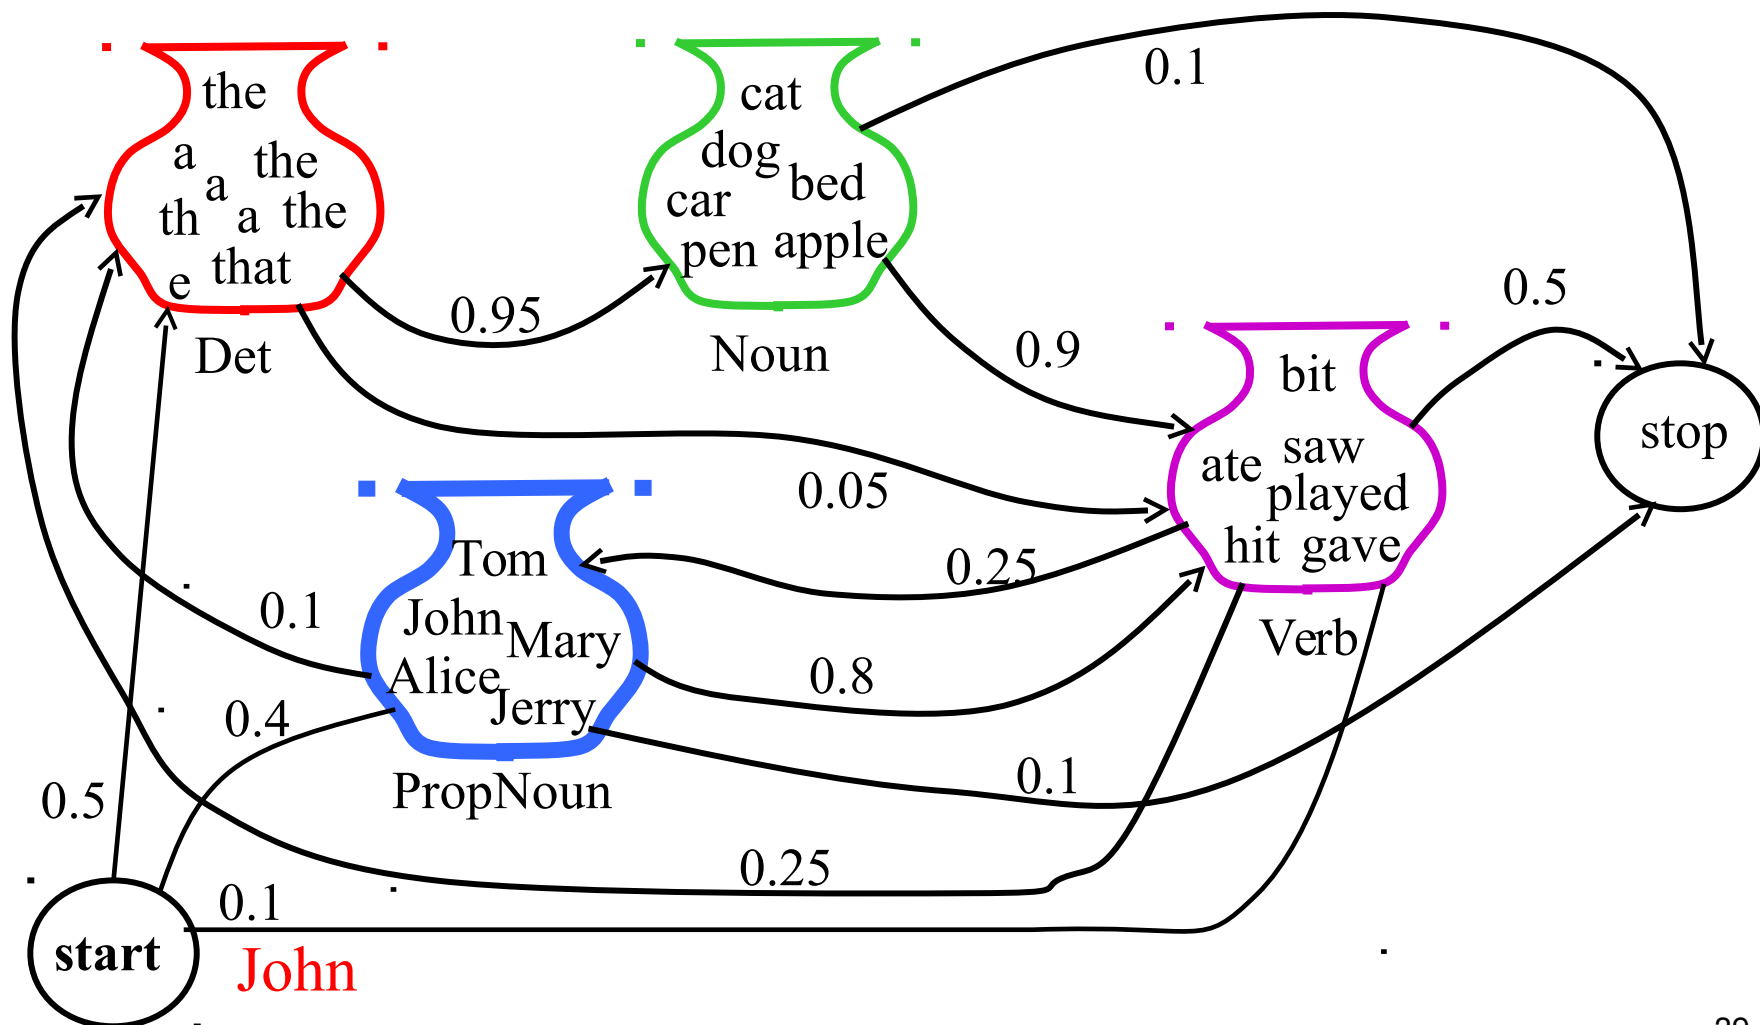 the
a the
a
th a the
that
e
Det
cat
dog
bed
car
apple
pen
Noun
0.1
0.95
0.9
0.5
bit
saw
ate
played
hit gave
Verb
stop
0.05
0.25
Tom
John
Mary
Alice
Jerry
PropNoun
0.1
0.8
0.4
0.1
0.5
0.25
0.1
start
John